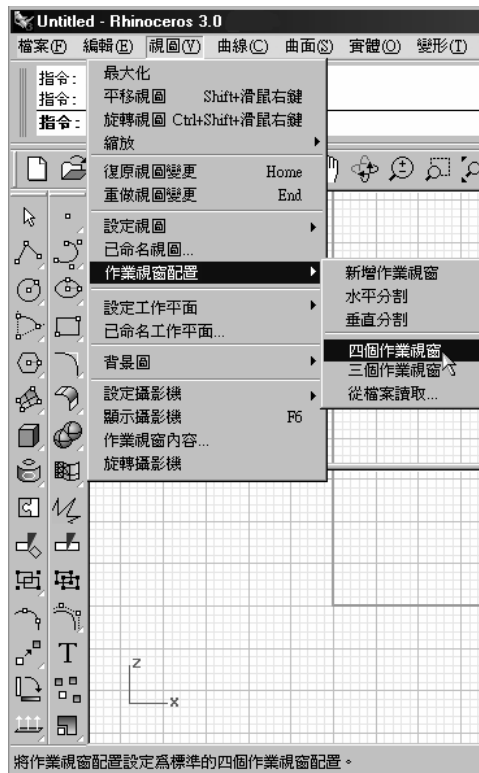 Untitled - Rhinoceros 3.0
檔案(F) 編輯(E) 視圖(V) 曲線(C) 曲面(S) 實體(O) 變形(T)
指令:
指令:
指令:
最大化
平移視圖 Shift+滑鼠右鍵
旋轉視圖 Ctrl+Shift+滑鼠右鍵
縮放
復原視圖變更 Home
重做視圖變更 End
設定視圖
已命名視圖...
作業視窗配置
設定工作平面
已命名工作平面...
背景圖
設定攝影機
顯示攝影機 F6
作業視窗內容...
旋轉攝影機
新增作業視窗
水平分割
垂直分割
四個作業視窗
三個作業視窗
從檔案讀取...
T
z
x
將作業視窗配置設定為標準的四個作業視窗配置。